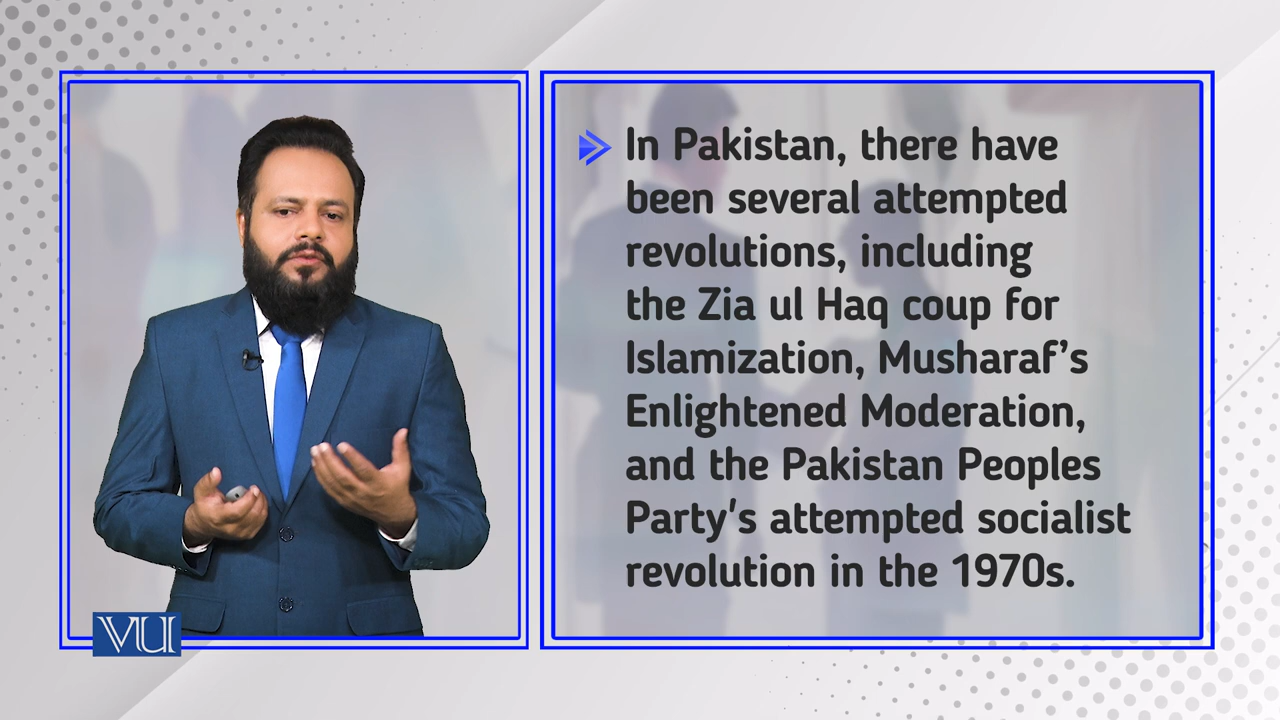 In Pakistan, there have
been several attempted
revolutions, including
the Zia ul Haq coup for
Islamization, Musharaf’s
Enlightened Moderation,
and the Pakistan Peoples
Party's attempted socialist
revolution in the 1970s.
VU